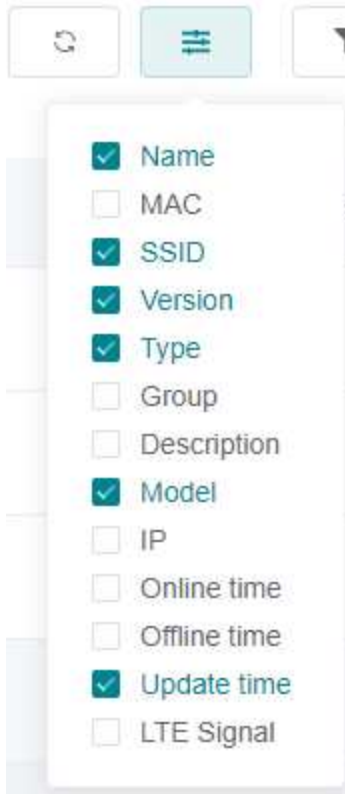 Name
MAC
SSID
Version
Type
Group
Description
Model
IP
Online time
Offline time
Update time
LTE Signal